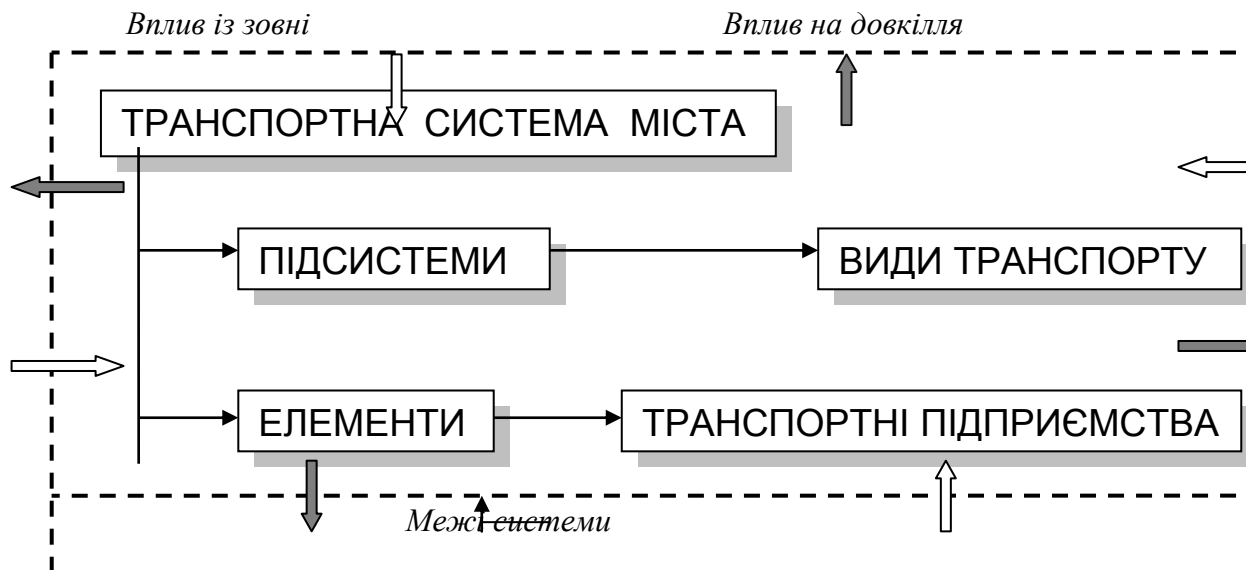 Вплив із зовні Вплив на довкілля
ТРАНСПОРТНА СИСТЕМА МІСТА
ПІДСИСТЕМИ ВИДИ ТРАНСПОРТУ
ЕЛЕМЕНТИ ТРАНСПОРТНІ ПІДПРИЄМСТВА
Межі системи